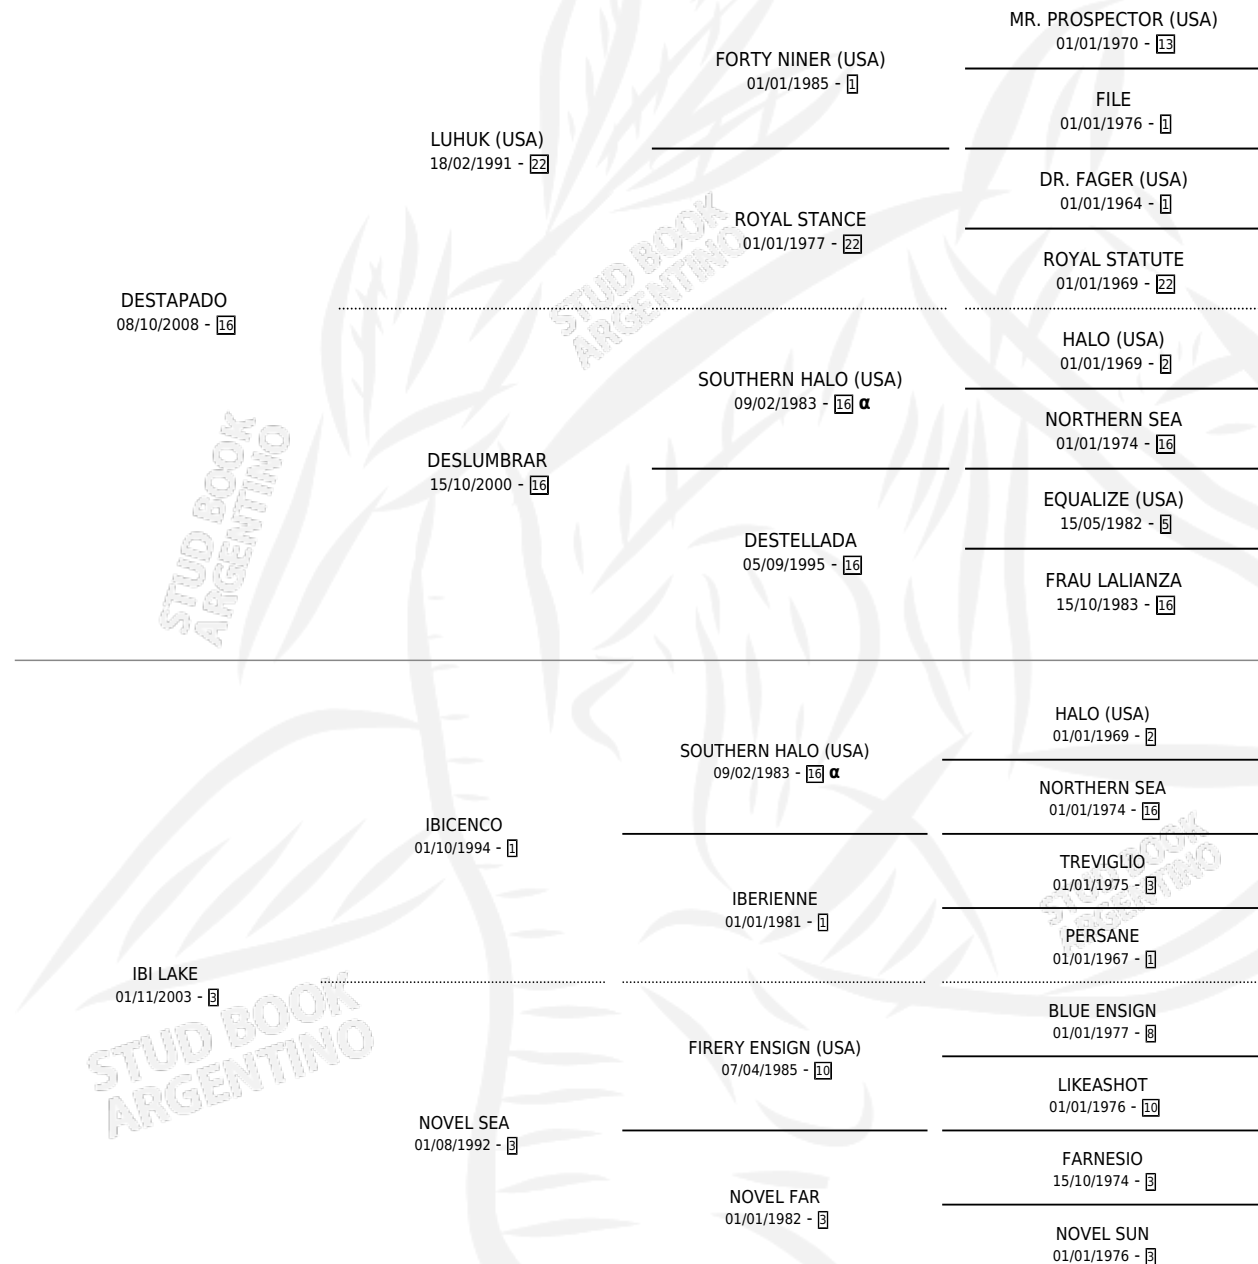 MR. PROSPECTOR (USA)
01/01/1970 - 13
FORTY NINER (USA)
01/01/1985 - 1
FILE
01/01/1976 - 1
LUHUK (USA)
18/02/1991 - 22
DR. FAGER (USA)
01/01/1964 - 1
ROYAL STANCE
01/01/1977 - 22
ROYAL STATUTE
01/01/1969 - 22
DESTAPADO
08/10/2008 - 16
HALO (USA)
01/01/1969 - 2
SOUTHERN HALO (USA)
09/02/1983 - 16 α
NORTHERN SEA
01/01/1974 - 16
DESLUMBRAR
15/10/2000 - 16
EQUALIZE (USA)
15/05/1982 - 5
DESTELLADA
05/09/1995 - 16
FRAU LALIANZA
15/10/1983 - 16
STUD BOOK
ARGENTINO
STUD BOOK
ARGENTINO
HALO (USA)
01/01/1969 - 2
SOUTHERN HALO (USA)
09/02/1983 - 16 α
NORTHERN SEA
01/01/1974 - 16
IBICENCO
01/10/1994 - 1
TREVIGLIO
01/01/1975 - 3
IBERIENNE
01/01/1981 - 1
PERSANE
01/01/1967 - 1
IBI LAKE
01/11/2003 - 3
BLUE ENSIGN
01/01/1977 - 8
FIRERY ENSIGN (USA)
07/04/1985 - 10
LIKEASHOT
01/01/1976 - 10
NOVEL SEA
01/08/1992 - 3
FARNESIO
15/10/1974 - 3
NOVEL FAR
01/01/1982 - 3
NOVEL SUN
01/01/1976 - 3
STUD BOOK
ARGENTINO
STUD BOOK
ARGENTINO